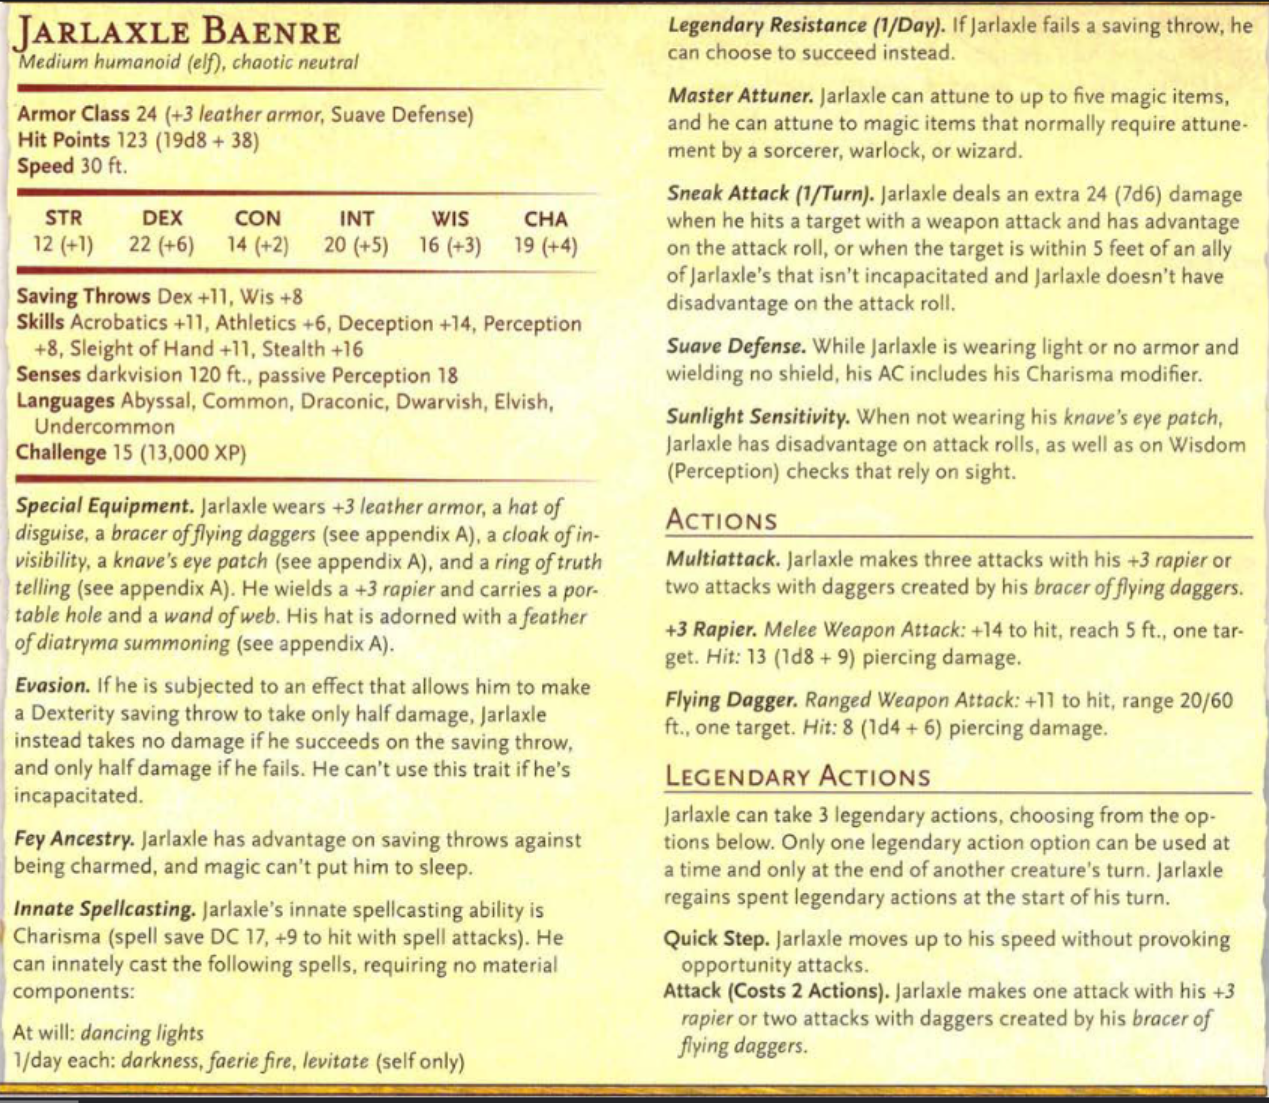 JARLAXLE BAENRE
Medium humanoid (elf), chaotic neutral
Armor Class 24 (+3 leather armor, Suave Defense)
Hit Points 123 (19d8 + 38)
Speed 30 ft.
STR DEX CON INT WIS CHA
12 (+1) 22 (+6) 14 (+2) 20 (+5) 16 (+3) 19 (+4)
Saving Throws Dex +11, Wis +8
Skills Acrobatics +11, Athletics +6, Deception +14, Perception
+8, Sleight of Hand +11, Stealth +16
Senses darkvision 120 ft., passive Perception 18
Languages Abyssal, Common, Draconic, Dwarvish, Elvish,
Undercommon
Challenge 15 (13,000 XP)
Special Equipment. Jarlaxle wears +3 leather armor, a hat of
disguise, a bracer of flying daggers (see appendix A), a cloak of in-
visibility, a knave's eye patch (see appendix A), and a ring of truth
telling (see appendix A). He wields a +3 rapier and carries a por-
table hole and a wand of web. His hat is adorned with a feather
of diatryma summoning (see appendix A).
Evasion. If he is subjected to an effect that allows him to make
a Dexterity saving throw to take only half damage, Jarlaxle
instead takes no damage if he succeeds on the saving throw,
and only half damage if he fails. He can't use this trait if he's
incapacitated.
Fey Ancestry. Jarlaxle has advantage on saving throws against
being charmed, and magic can't put him to sleep.
Innate Spellcasting. Jarlaxle's innate spellcasting ability is
Charisma (spell save DC 17, +9 to hit with spell attacks). He
can innately cast the following spells, requiring no material
components:
At will: dancing lights
1/day each: darkness, faerie fire, levitate (self only)
Legendary Resistance (1/Day). If Jarlaxle fails a saving throw, he
can choose to succeed instead.
Master Attuner. Jarlaxle can attune to up to five magic items,
and he can attune to magic items that normally require attune-
ment by a sorcerer, warlock, or wizard.
Sneak Attack (1/Turn). Jarlaxle deals an extra 24 (7d6) damage
when he hits a target with a weapon attack and has advantage
on the attack roll, or when the target is within 5 feet of an ally
of Jarlaxle's that isn't incapacitated and Jarlaxle doesn't have
disadvantage on the attack roll.
Suave Defense. While Jarlaxle is wearing light or no armor and
wielding no shield, his AC includes his Charisma modifier.
Sunlight Sensitivity. When not wearing his knave's eye patch,
Jarlaxle has disadvantage on attack rolls, as well as on Wisdom
(Perception) checks that rely on sight.
ACTIONS
Multiattack. Jarlaxle makes three attacks with his +3 rapier or
two attacks with daggers created by his bracer of flying daggers.
+3 Rapier. Melee Weapon Attack: +14 to hit, reach 5 ft., one tar-
get. Hit: 13 (1d8 + 9) piercing damage.
Flying Dagger. Ranged Weapon Attack: +11 to hit, range 20/60
ft., one target. Hit: 8 (1d4 + 6) piercing damage.
LEGENDARY ACTIONS
Jarlaxle can take 3 legendary actions, choosing from the op-
tions below. Only one legendary action option can be used at
a time and only at the end of another creature's turn. Jarlaxle
regains spent legendary actions at the start of his turn.
Quick Step. Jarlaxle moves up to his speed without provoking
opportunity attacks.
Attack (Costs 2 Actions). Jarlaxle makes one attack with his +3
rapier or two attacks with daggers created by his bracer of
flying daggers.